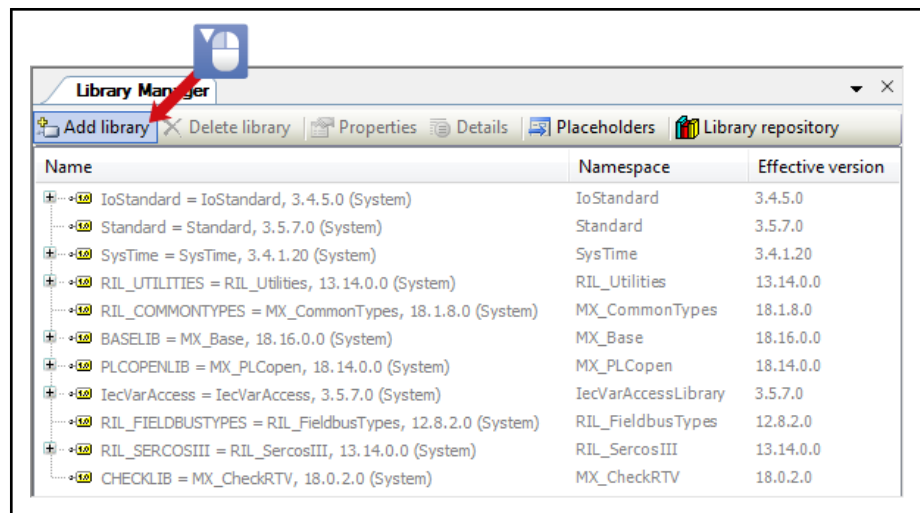 Library Manager
Add library Delete library Properties Details Placeholders Library repository
Name Namespace Effective version
IoStandard = IoStandard, 3.4.5.0 (System) IoStandard 3.4.5.0
Standard = Standard, 3.5.7.0 (System) Standard 3.5.7.0
SysTime = SysTime, 3.4.1.20 (System) SysTime 3.4.1.20
RIL_UTILITIES = RIL_Utilities, 13.14.0.0 (System) RIL_Utilities 13.14.0.0
RIL_COMMONTYPES = MX_CommonTypes, 18.1.8.0 (System) MX_CommonTypes 18.1.8.0
BASELIB = MX_Base, 18.16.0.0 (System) MX_Base 18.16.0.0
PLCOPENLIB = MX_PLCopen, 18.14.0.0 (System) MX_PLCopen 18.14.0.0
IecVarAccess = IecVarAccess, 3.5.7.0 (System) IecVarAccessLibrary 3.5.7.0
RIL_FIELDBUSTYPES = RIL_FieldbusTypes, 12.8.2.0 (System) RIL_FieldbusTypes 12.8.2.0
RIL_SERCOSIII = RIL_SercosIII, 13.14.0.0 (System) RIL_SercosIII 13.14.0.0
CHECKLIB = MX_CheckRTV, 18.0.2.0 (System) MX_CheckRTV 18.0.2.0